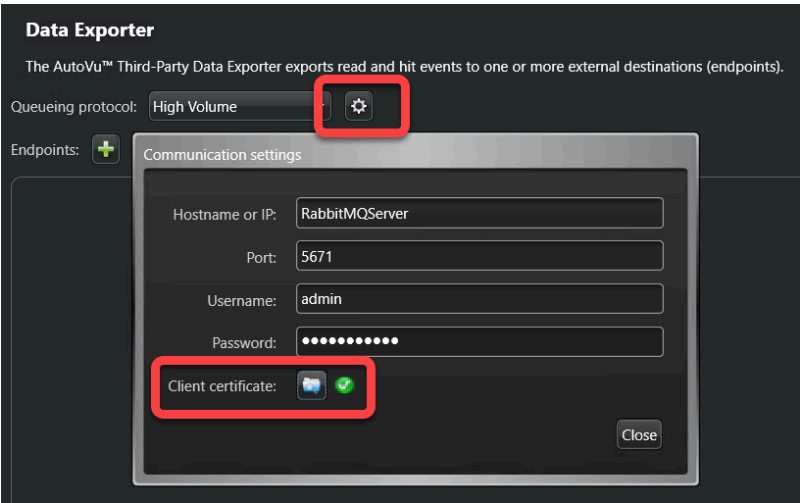 Data Exporter
The AutoVu™ Third-Party Data Exporter exports read and hit events to one or more external destinations (endpoints).
Queueing protocol: High Volume
Endpoints:
Communication settings
Hostname or IP: RabbitMQServer
Port: 5671
Username: admin
Password: ●●●●●●●●●●●
Client certificate:
Close